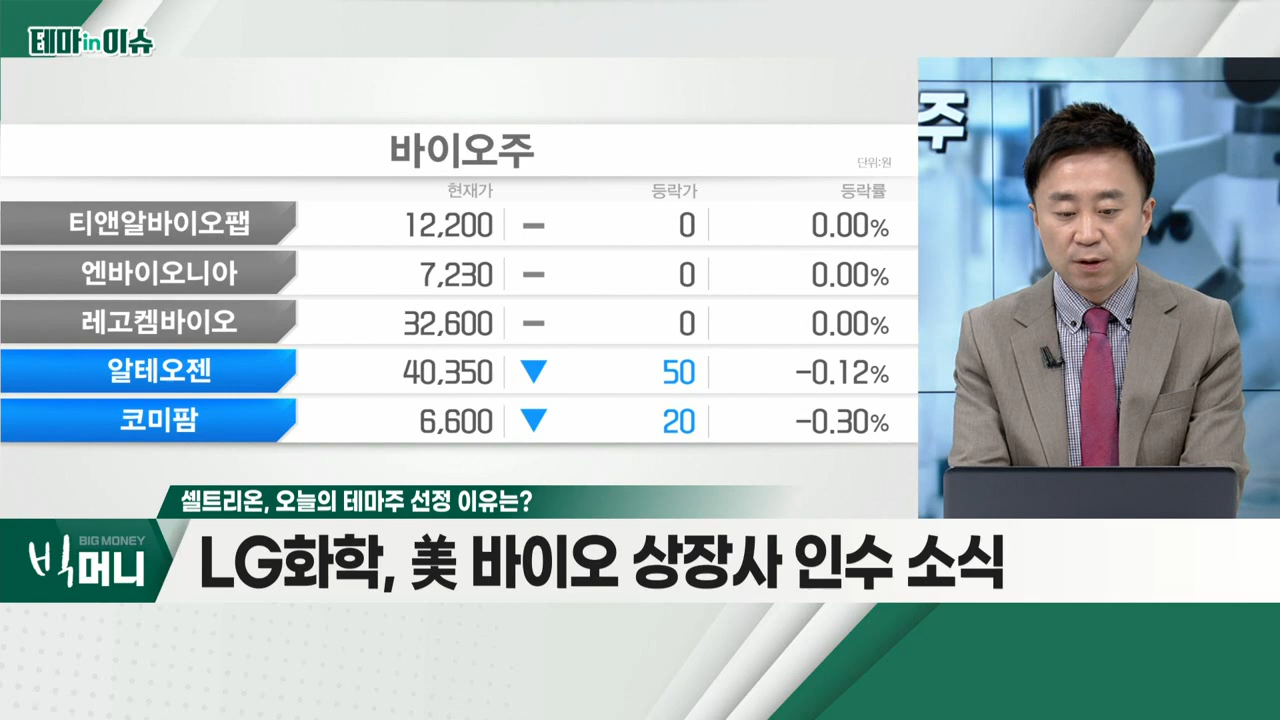 테마in이슈
주
바이오주
단위:원
현재가 등락가 등락률
티앤알바이오팹 12,200 － 0 0.00%
엔바이오니아 7,230 － 0 0.00%
레고켐바이오 32,600 － 0 0.00%
알테오젠 40,350 ▼ 50 -0.12%
코미팜 6,600 ▼ 20 -0.30%
셀트리온, 오늘의 테마주 선정 이유는?
BIG MONEY
빅머니
LG화학, 美 바이오 상장사 인수 소식